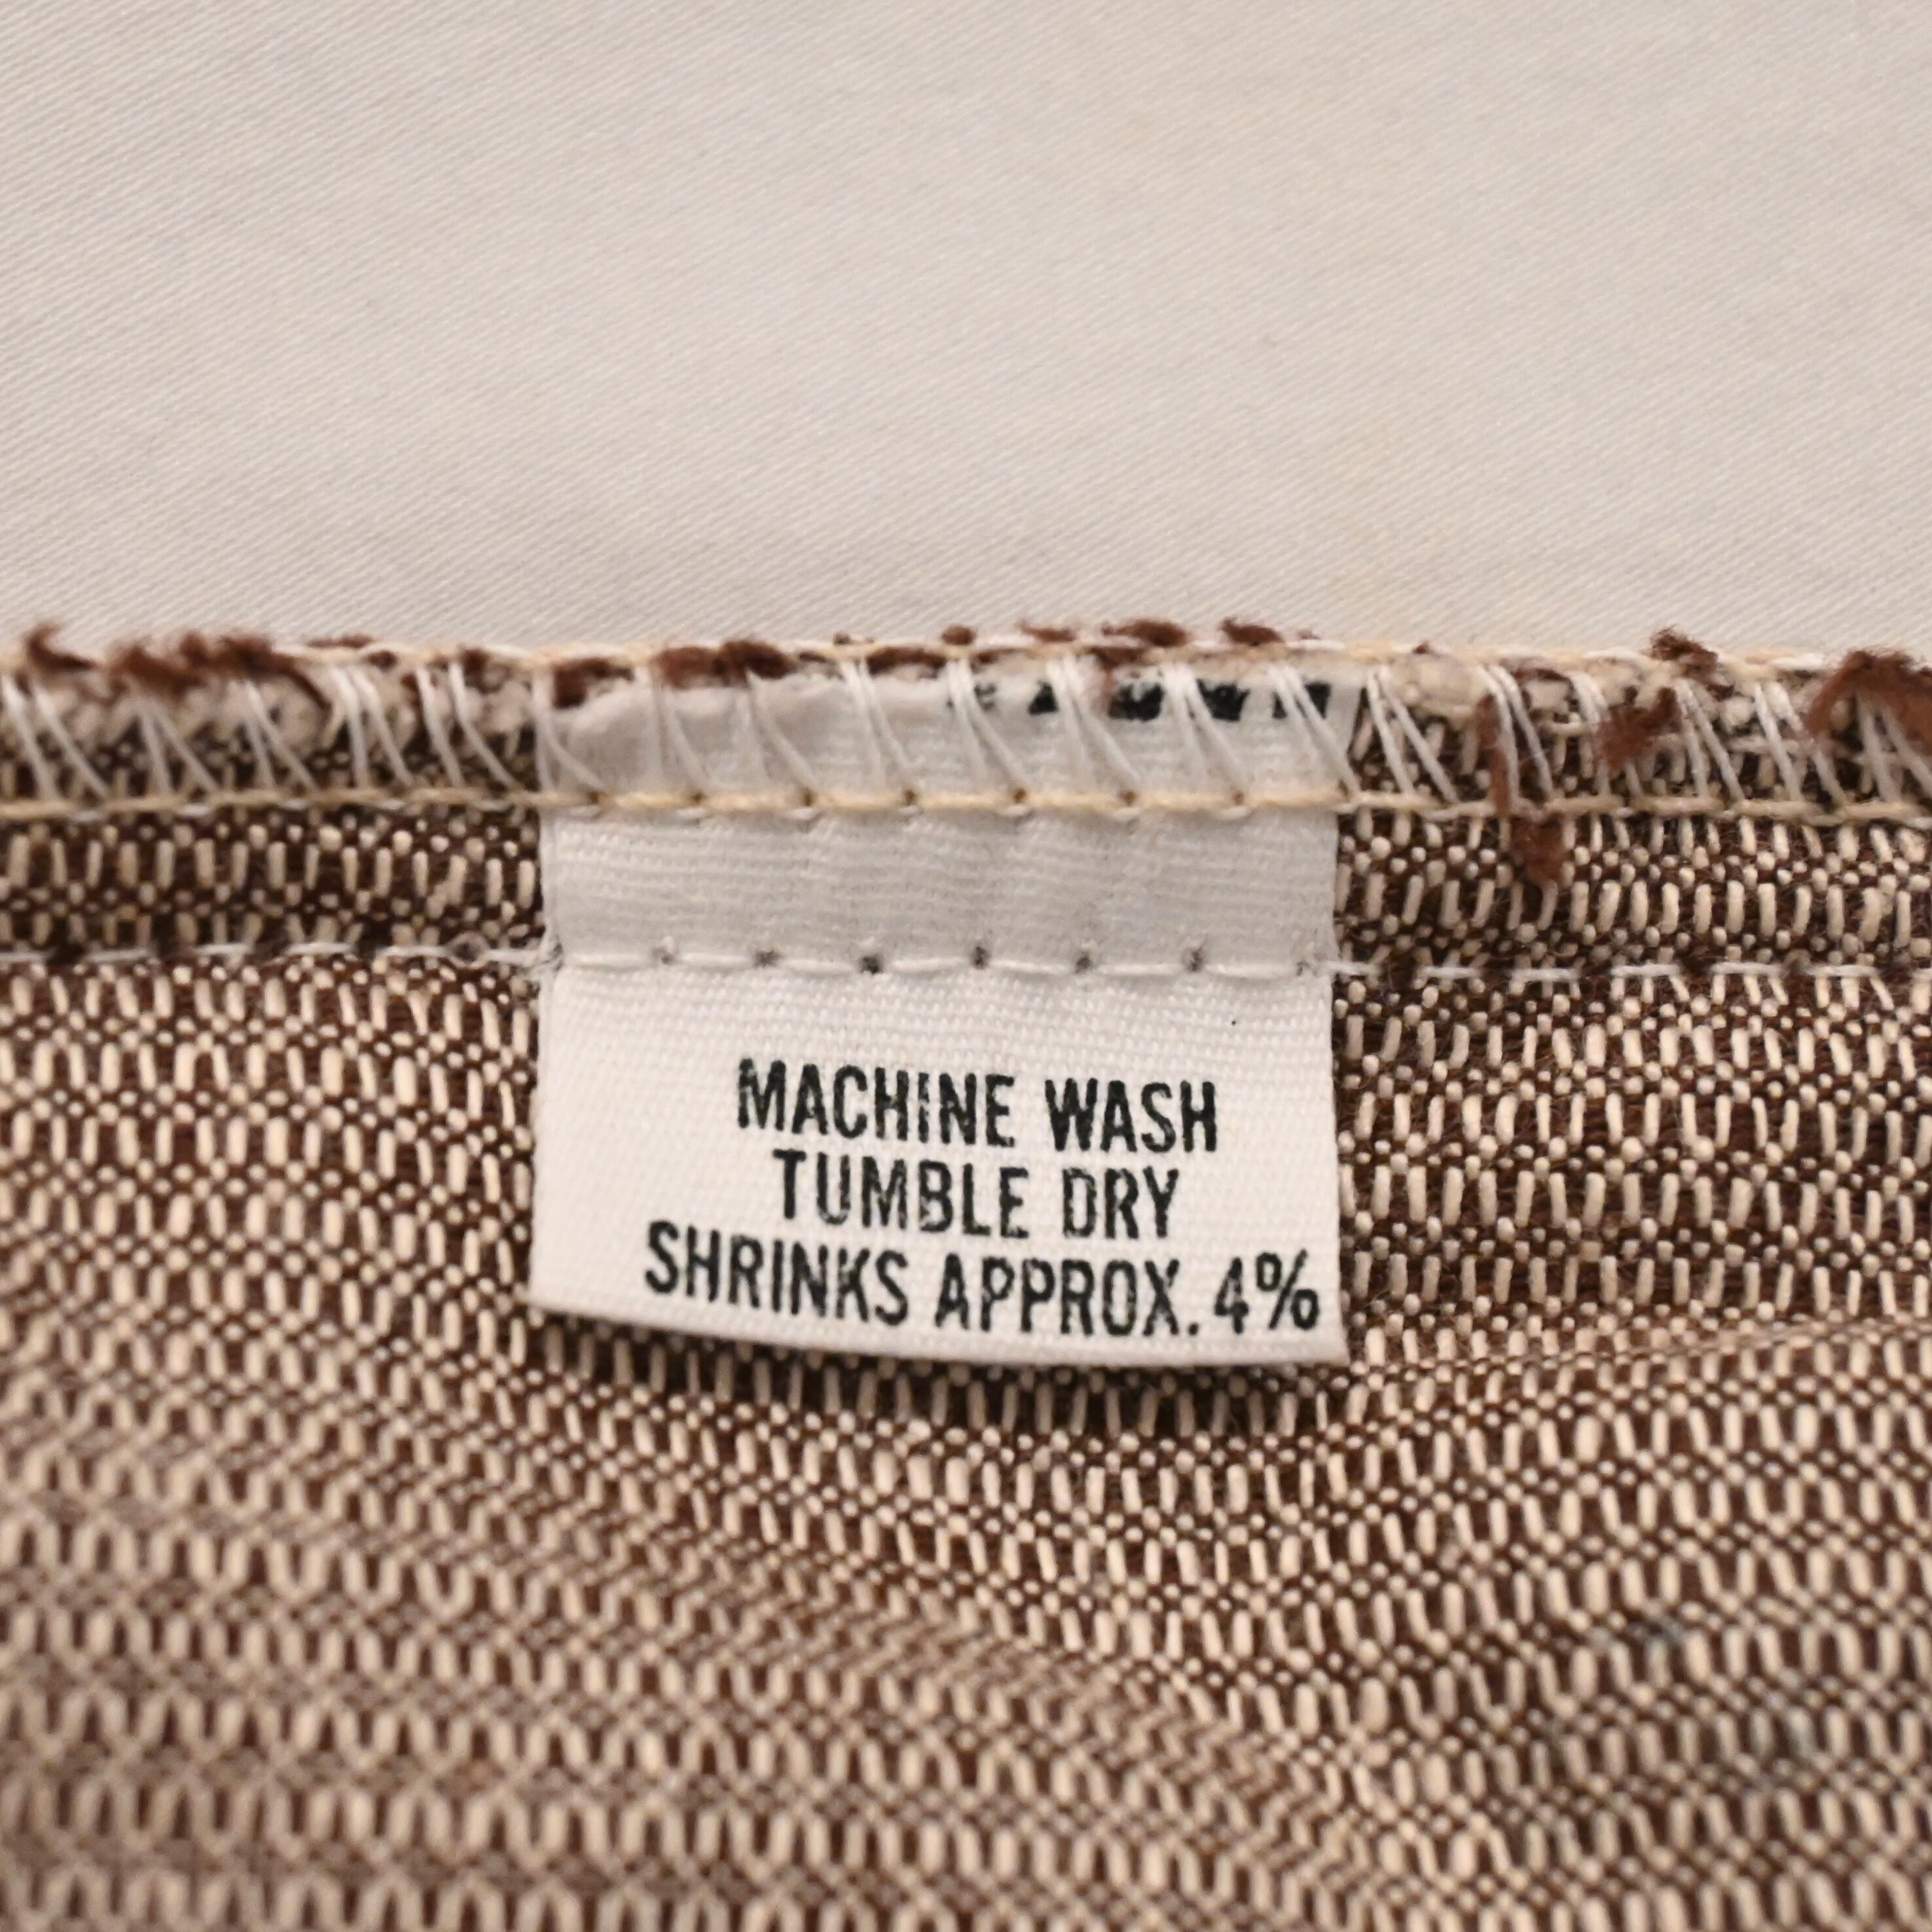 MACHINE WASH
TUMBLE DRY
SHRINKS APPROX. 4%